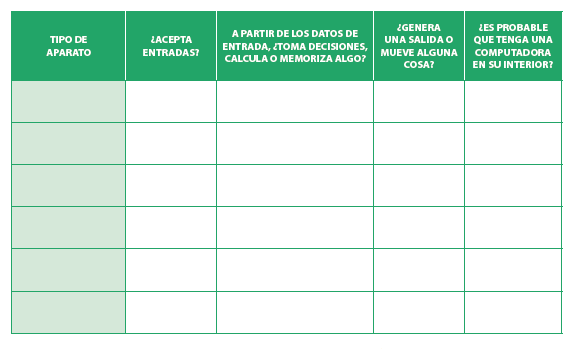 TIPO DE
APARATO
¿ACEPTA
ENTRADAS?
A PARTIR DE LOS DATOS DE
ENTRADA, ¿TOMA DECISIONES,
CALCULA O MEMORIZA ALGO?
¿GENERA
UNA SALIDA O
MUEVE ALGUNA
COSA?
¿ES PROBABLE
QUE TENGA UNA
COMPUTADORA
EN SU INTERIOR?